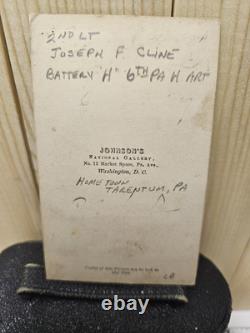 2ND LT
JOSEPH F. CLINE
BATTERY "H" 6TH PA H ART
JOHNSON'S
NATIONAL GALLERY,
No. 12 Market Space, Pa. Ave.,
Washington, D. C.
HOMETOWN
TARENTUM, PA